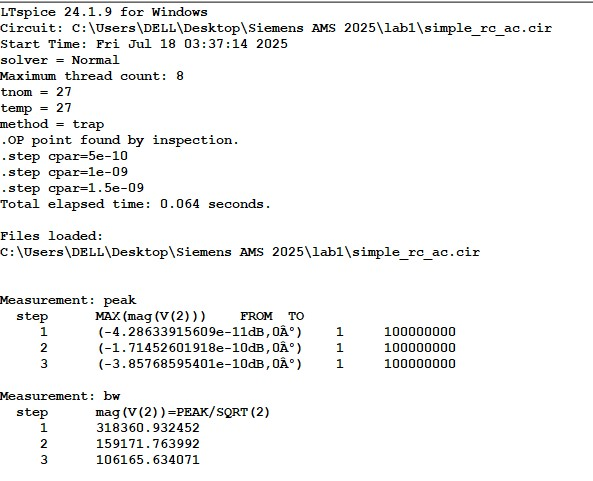 LTspice 24.1.9 for Windows
Circuit: C:\Users\DELL\Desktop\Siemens AMS 2025\lab1\simple_rc_ac.cir
Start Time: Fri Jul 18 03:37:14 2025
solver = Normal
Maximum thread count: 8
tnom = 27
temp = 27
method = trap
.OP point found by inspection.
.step cpar=5e-10
.step cpar=1e-09
.step cpar=1.5e-09
Total elapsed time: 0.064 seconds.
Files loaded:
C:\Users\DELL\Desktop\Siemens AMS 2025\lab1\simple_rc_ac.cir
Measurement: peak
step MAX(mag(V(2))) FROM TO
1 (-4.28633915609e-11dB,0Â°) 1 100000000
2 (-1.71452601918e-10dB,0Â°) 1 100000000
3 (-3.85768595401e-10dB,0Â°) 1 100000000
Measurement: bw
step mag(V(2))=PEAK/SQRT(2)
1 318360.932452
2 159171.763992
3 106165.634071